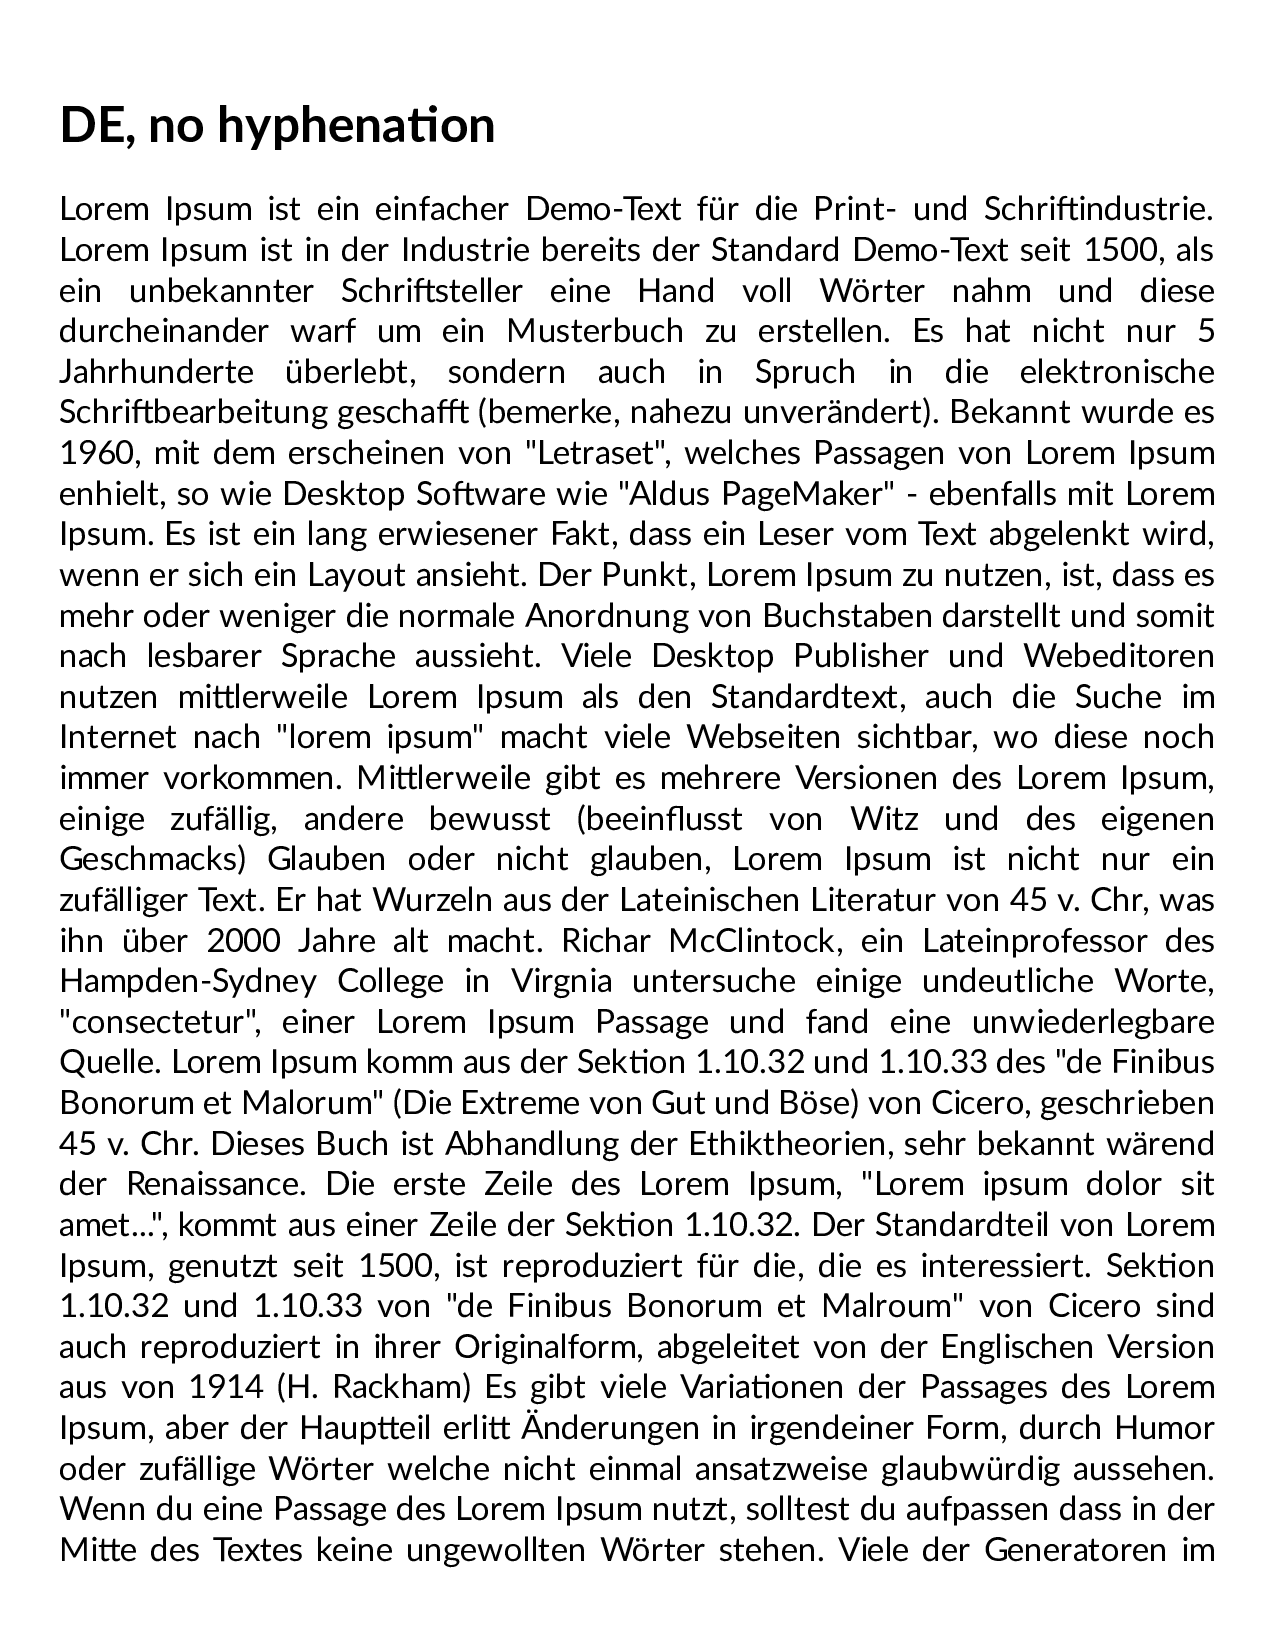 DE, no hyphenation
Lorem Ipsum ist ein einfacher Demo-Text für die Print- und Schriftindustrie.
Lorem Ipsum ist in der Industrie bereits der Standard Demo-Text seit 1500, als
ein unbekannter Schriftsteller eine Hand voll Wörter nahm und diese
durcheinander warf um ein Musterbuch zu erstellen. Es hat nicht nur 5
Jahrhunderte überlebt, sondern auch in Spruch in die elektronische
Schriftbearbeitung geschafft (bemerke, nahezu unverändert). Bekannt wurde es
1960, mit dem erscheinen von "Letraset", welches Passagen von Lorem Ipsum
enhielt, so wie Desktop Software wie "Aldus PageMaker" - ebenfalls mit Lorem
Ipsum. Es ist ein lang erwiesener Fakt, dass ein Leser vom Text abgelenkt wird,
wenn er sich ein Layout ansieht. Der Punkt, Lorem Ipsum zu nutzen, ist, dass es
mehr oder weniger die normale Anordnung von Buchstaben darstellt und somit
nach lesbarer Sprache aussieht. Viele Desktop Publisher und Webeditoren
nutzen mittlerweile Lorem Ipsum als den Standardtext, auch die Suche im
Internet nach "lorem ipsum" macht viele Webseiten sichtbar, wo diese noch
immer vorkommen. Mittlerweile gibt es mehrere Versionen des Lorem Ipsum,
einige zufällig, andere bewusst (beeinflusst von Witz und des eigenen
Geschmacks) Glauben oder nicht glauben, Lorem Ipsum ist nicht nur ein
zufälliger Text. Er hat Wurzeln aus der Lateinischen Literatur von 45 v. Chr, was
ihn über 2000 Jahre alt macht. Richar McClintock, ein Lateinprofessor des
Hampden-Sydney College in Virgnia untersuche einige undeutliche Worte,
"consectetur", einer Lorem Ipsum Passage und fand eine unwiederlegbare
Quelle. Lorem Ipsum komm aus der Sektion 1.10.32 und 1.10.33 des "de Finibus
Bonorum et Malorum" (Die Extreme von Gut und Böse) von Cicero, geschrieben
45 v. Chr. Dieses Buch ist Abhandlung der Ethiktheorien, sehr bekannt wärend
der Renaissance. Die erste Zeile des Lorem Ipsum, "Lorem ipsum dolor sit
amet...", kommt aus einer Zeile der Sektion 1.10.32. Der Standardteil von Lorem
Ipsum, genutzt seit 1500, ist reproduziert für die, die es interessiert. Sektion
1.10.32 und 1.10.33 von "de Finibus Bonorum et Malroum" von Cicero sind
auch reproduziert in ihrer Originalform, abgeleitet von der Englischen Version
aus von 1914 (H. Rackham) Es gibt viele Variationen der Passages des Lorem
Ipsum, aber der Hauptteil erlitt Änderungen in irgendeiner Form, durch Humor
oder zufällige Wörter welche nicht einmal ansatzweise glaubwürdig aussehen.
Wenn du eine Passage des Lorem Ipsum nutzt, solltest du aufpassen dass in der
Mitte des Textes keine ungewollten Wörter stehen. Viele der Generatoren im